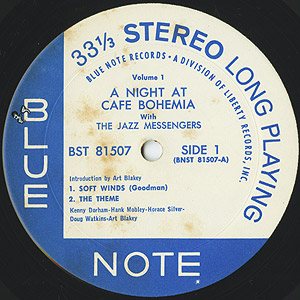 33⅓ STEREO LONG PLAYING
BLUE NOTE RECORDS • A DIVISION OF LIBERTY RECORDS, INC.
Volume 1
A NIGHT AT
CAFE BOHEMIA
With
THE JAZZ MESSENGERS
BST 81507
SIDE 1
(BNST 81507-A)
Introduction by Art Blakey
1. SOFT WINDS (Goodman)
2. THE THEME
Kenny Dorham-Hank Mobley-Horace Silver-
Doug Watkins-Art Blakey
BLUE
NOTE